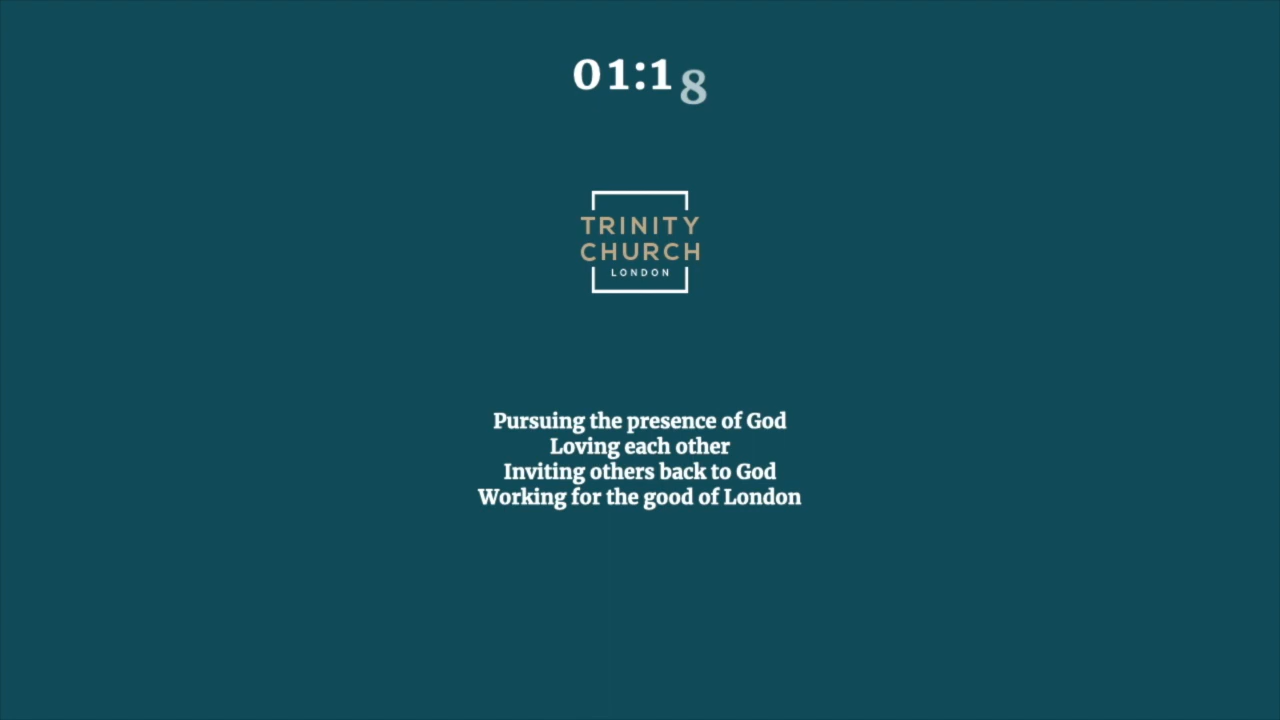 01:18
TRINITY
CHURCH
LONDON
Pursuing the presence of God
Loving each other
Inviting others back to God
Working for the good of London